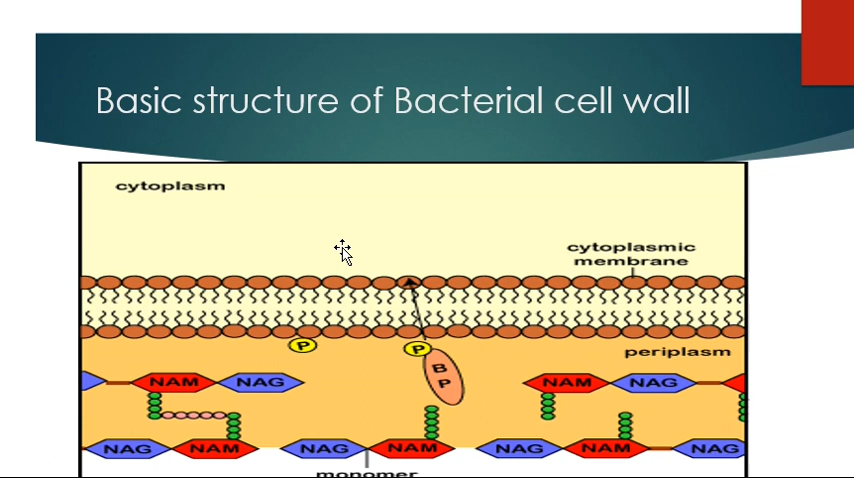 Basic structure of Bacterial cell wall
cytoplasm
cytoplasmic
membrane
P
P
periplasm
B
P
NAM
NAG
NAM
NAG
NAG
NAM
NAG
NAM
NAG
NAM
NAG
monomer